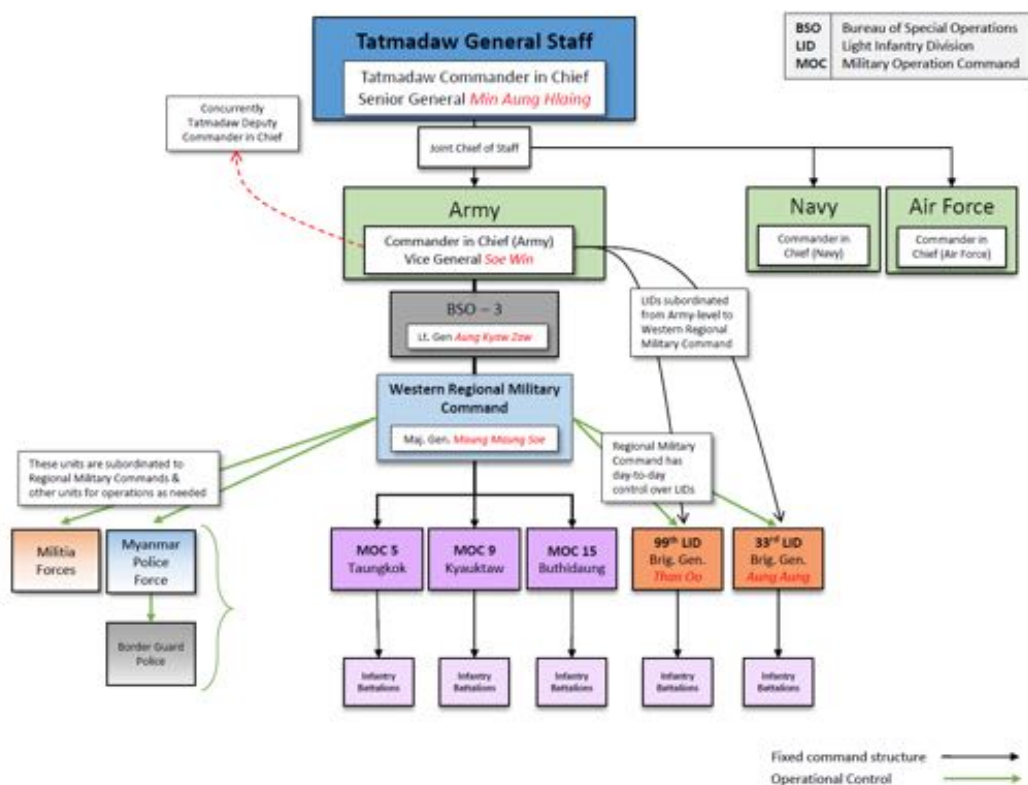 BSO Bureau of Special Operations
LID Light Infantry Division
MOC Military Operation Command
Tatmadaw General Staff
Tatmadaw Commander in Chief
Senior General Min Aung Hlaing
Concurrently
Tatmadaw Deputy
Commander in Chief
Joint Chief of Staff
Army
Commander in Chief (Army)
Vice General Soe Win
Navy
Commander in
Chief (Navy)
Air Force
Commander in
Chief (Air Force)
BSO – 3
Lt. Gen Aung Kyaw Zaw
LIDs subordinated
from Army-level to
Western Regional
Military Command
Western Regional Military
Command
Maj. Gen. Maung Maung Soe
These units are subordinated to
Regional Military Commands &
other units for operations as needed
Regional Military
Command has
day-to-day
control over LIDs
Militia
Forces
Myanmar
Police
Force
Border Guard
Police
MOC 5
Taungkok
MOC 9
Kyauktaw
MOC 15
Buthidaung
99th LID
Brig. Gen.
Than Oo
33rd LID
Brig. Gen.
Aung Aung
Infantry
Battalions
Infantry
Battalions
Infantry
Battalions
Infantry
Battalions
Infantry
Battalions
Fixed command structure
Operational Control